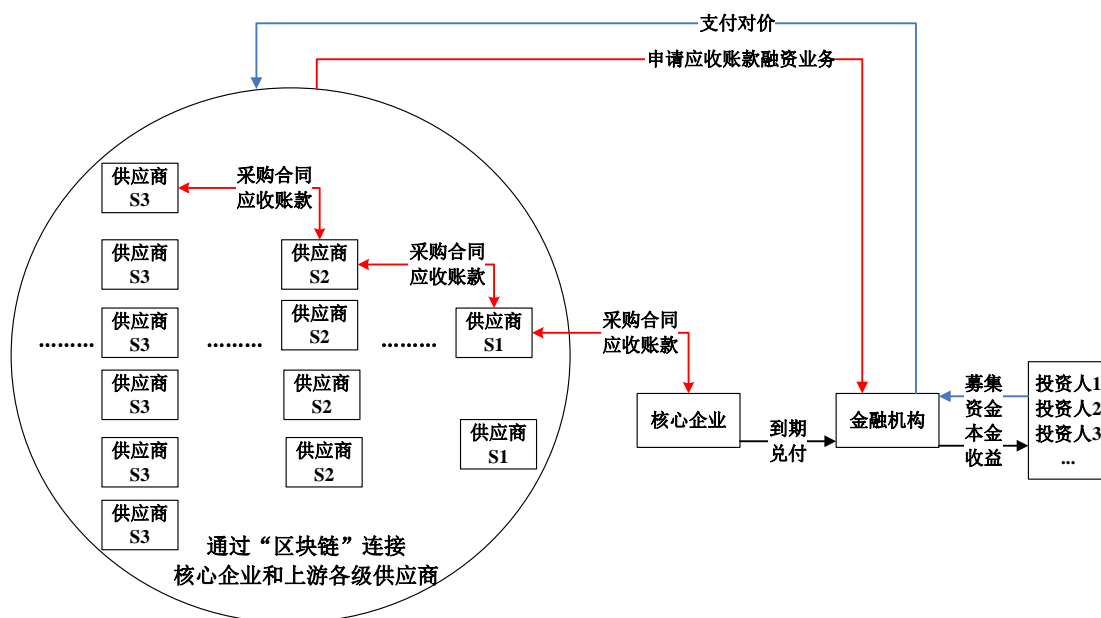 支付对价
申请应收账款融资业务
供应商
S3
采购合同
应收账款
供应商
S3
供应商
S2
采购合同
应收账款
供应商
S3
供应商
S2
供应商
S1
采购合同
应收账款
………
………
………
供应商
S3
供应商
S2
供应商
S1
供应商
S3
供应商
S2
供应商
S3
核心企业
到期
兑付
金融机构
募集
资金
本金
收益
投资人1
投资人2
投资人3
...
通过“区块链”连接
核心企业和上游各级供应商